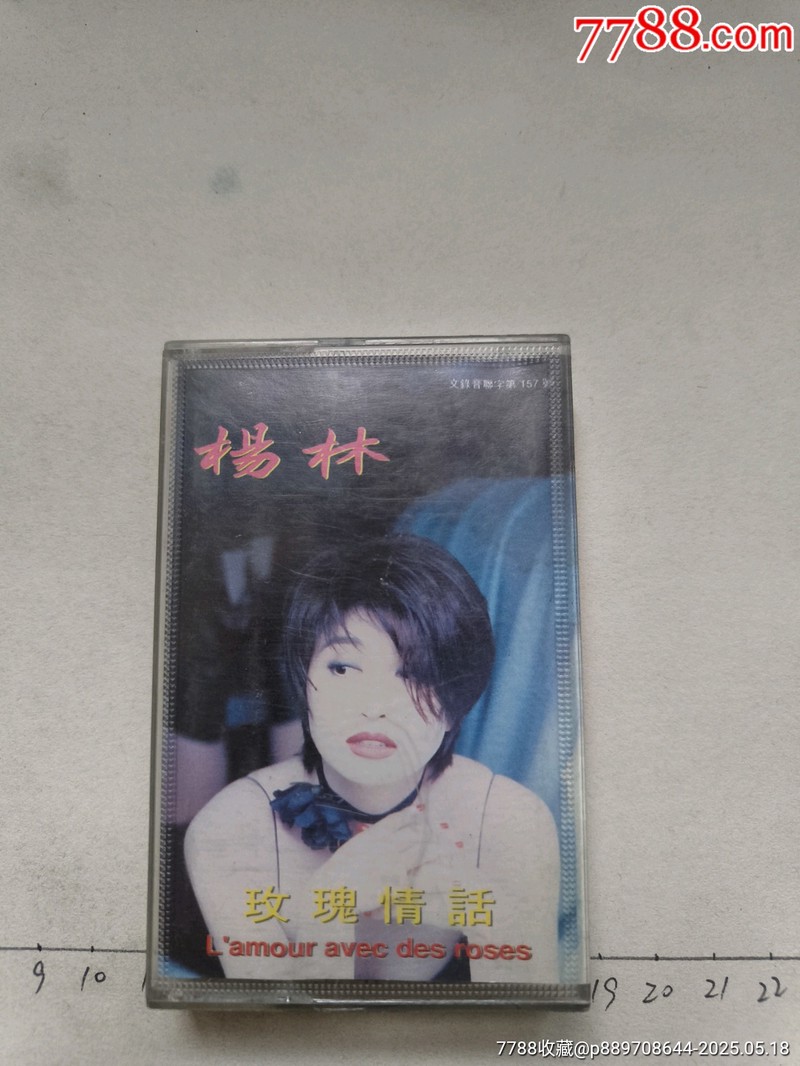 7788.com
文錄音聯字第 157 號
楊林
玫瑰情話
L'amour avec des roses
9 10 19 20 21 22
7788收藏@p889708644-2025.05.18